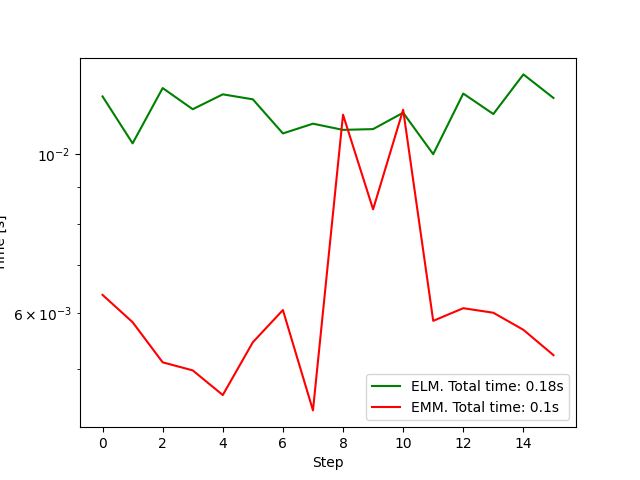 10⁻²
6 × 10⁻³
[s]
0 2 4 6 8 10 12 14
Step
ELM. Total time: 0.18s
EMM. Total time: 0.1s